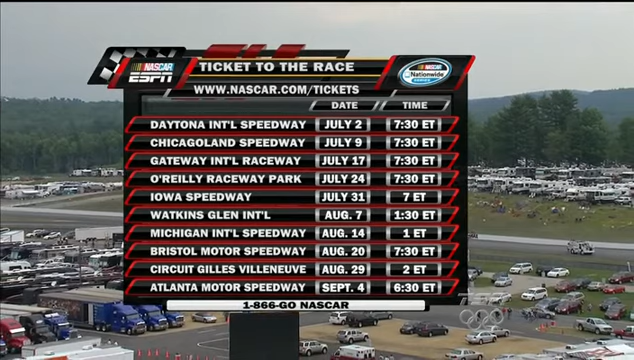 NASCAR
ESPN
TICKET TO THE RACE
NASCAR
Nationwide
SERIES
WWW.NASCAR.COM/TICKETS
DATE TIME
DAYTONA INT'L SPEEDWAY JULY 2 7:30 ET
CHICAGOLAND SPEEDWAY JULY 9 7:30 ET
GATEWAY INT'L RACEWAY JULY 17 7:30 ET
O'REILLY RACEWAY PARK JULY 24 7:30 ET
IOWA SPEEDWAY JULY 31 7 ET
WATKINS GLEN INT'L AUG. 7 1:30 ET
MICHIGAN INT'L SPEEDWAY AUG. 14 1 ET
BRISTOL MOTOR SPEEDWAY AUG. 20 7:30 ET
CIRCUIT GILLES VILLENEUVE AUG. 29 2 ET
ATLANTA MOTOR SPEEDWAY SEPT. 4 6:30 ET
1-866-GO NASCAR